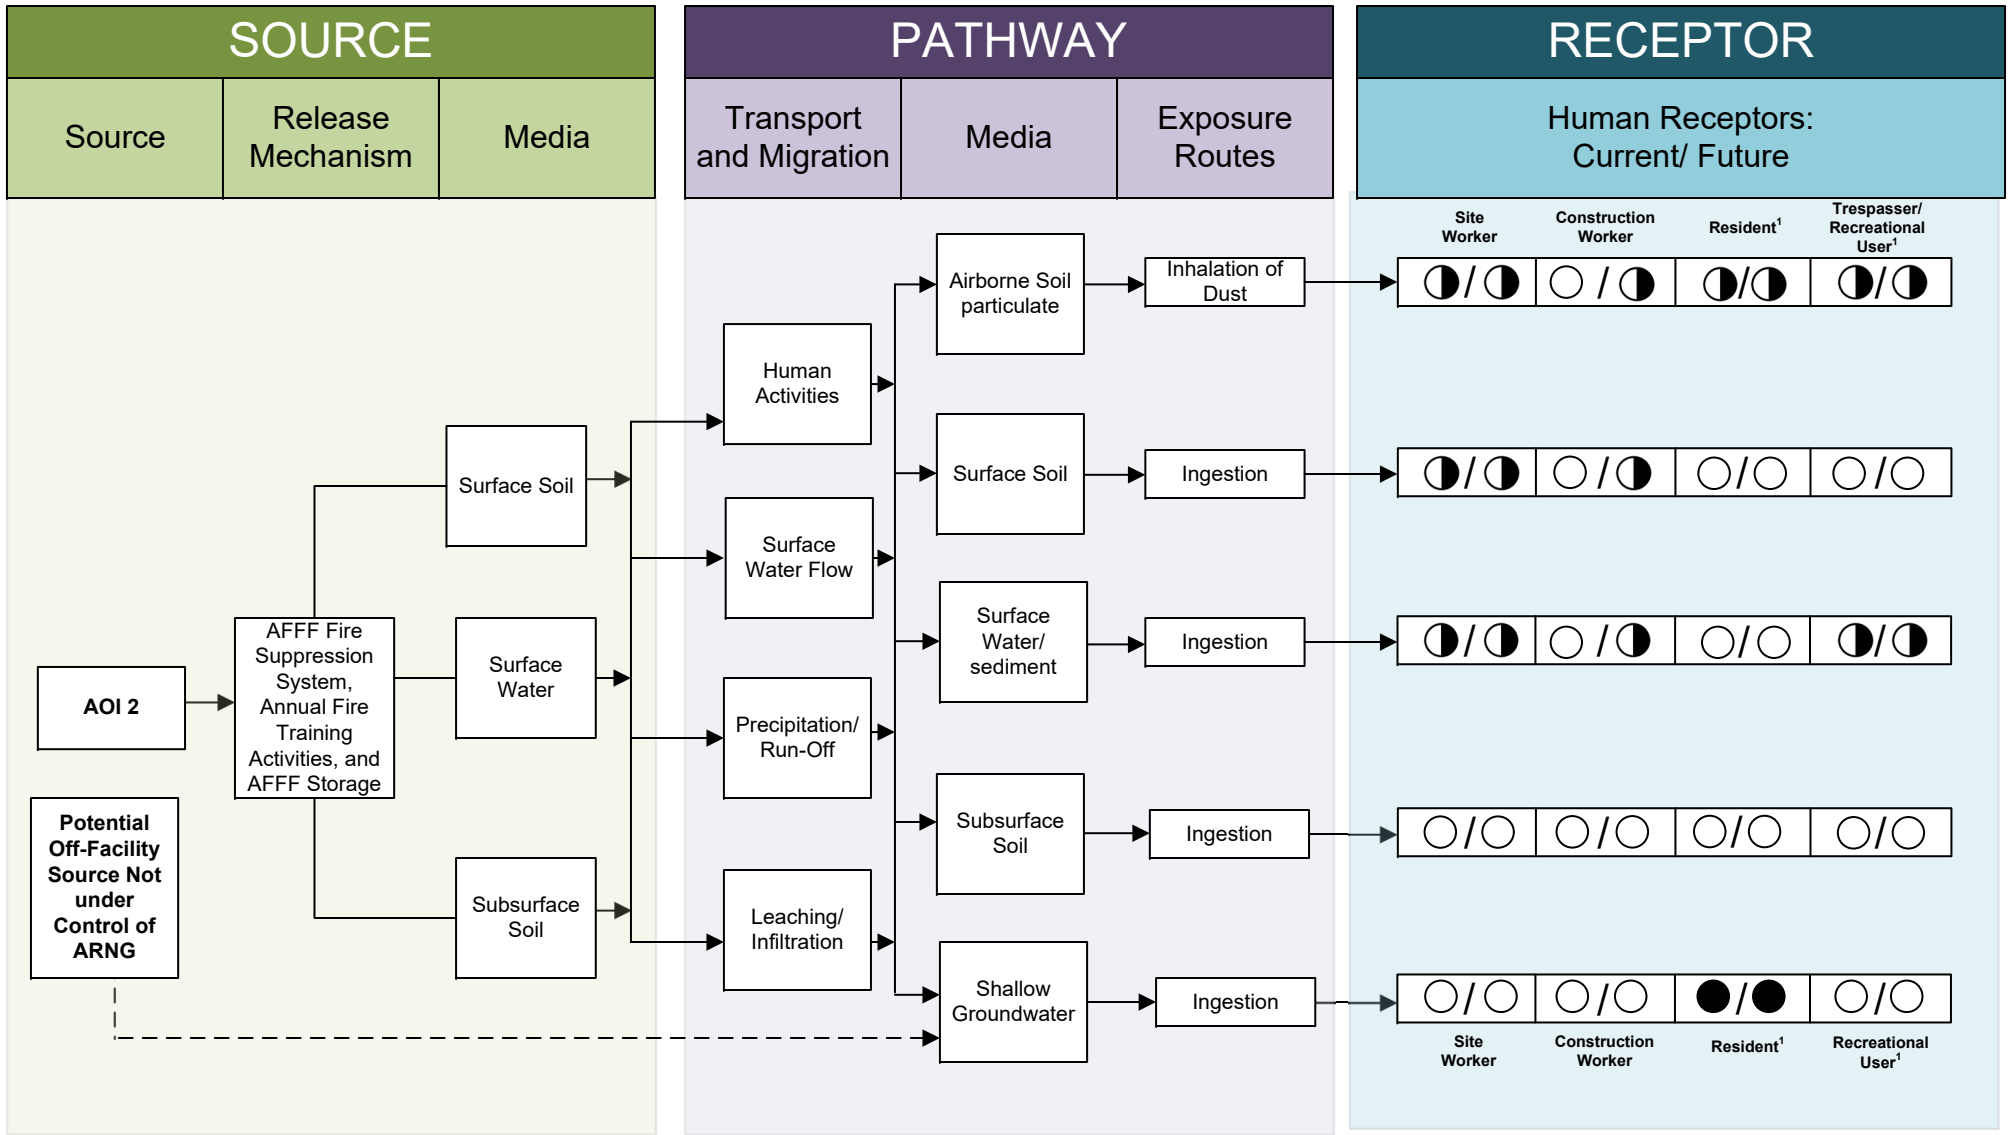 SOURCE
PATHWAY
RECEPTOR
Source
Release
Mechanism
Media
Transport
and Migration
Media
Exposure
Routes
Human Receptors:
Current/ Future
Site
Worker
Construction
Worker
Resident¹
Trespasser/
Recreational
User¹
Airborne Soil
particulate
Inhalation of
Dust
/
/
/
/
Human
Activities
Surface Soil
Surface Soil
Ingestion
/
/
/
/
Surface
Water Flow
Surface
Water/
sediment
Ingestion
/
/
/
/
AOI 2
AFFF Fire
Suppression
System,
Annual Fire
Training
Activities, and
AFFF Storage
Surface
Water
Precipitation/
Run-Off
Potential
Off-Facility
Source Not
under
Control of
ARNG
Subsurface
Soil
Ingestion
/
/
/
/
Subsurface
Soil
Leaching/
Infiltration
Shallow
Groundwater
Ingestion
/
/
/
/
Site
Worker
Construction
Worker
Resident¹
Recreational
User¹